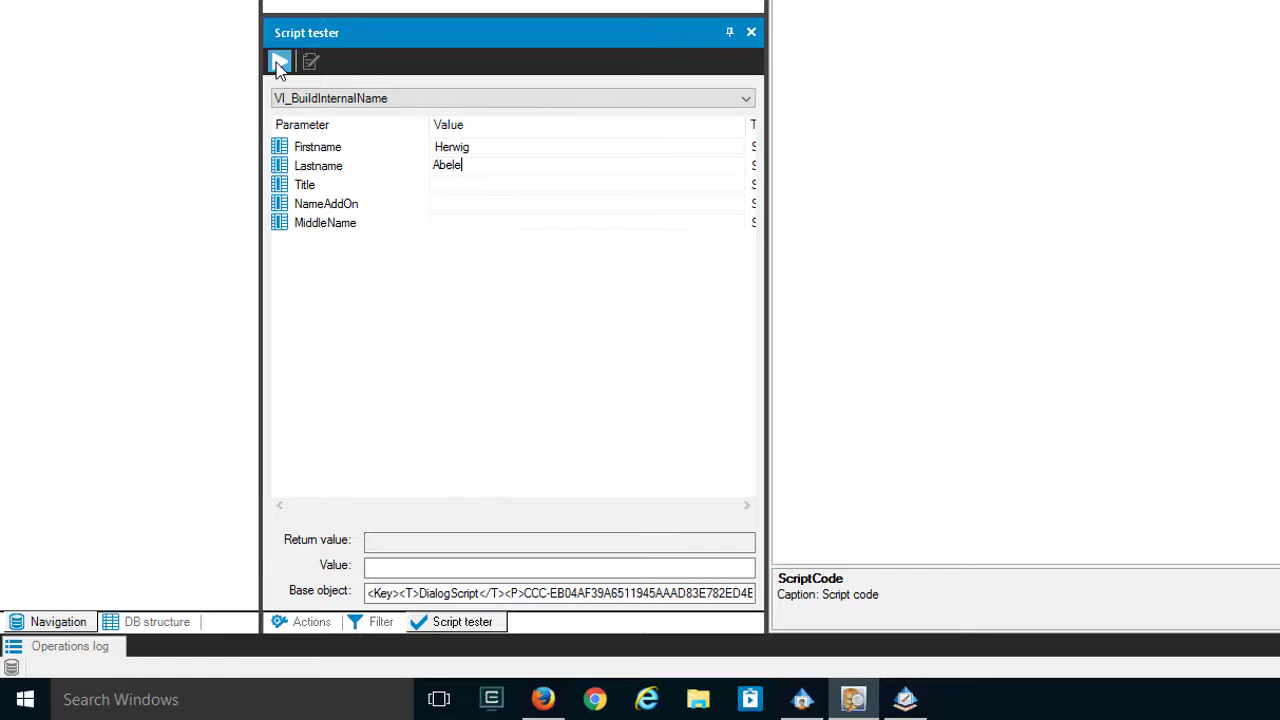 Script tester
VI_BuildInternalName
Parameter Value T
Firstname Herwig S
Lastname Abele S
Title S
NameAddOn S
MiddleName S
Return value:
Value:
Base object: <Key><T>DialogScript</T><P>CCC-EB04AF39A6511945AAAD83E782ED4E
ScriptCode
Caption: Script code
Navigation DB structure Actions Filter Script tester
Operations log
Search Windows